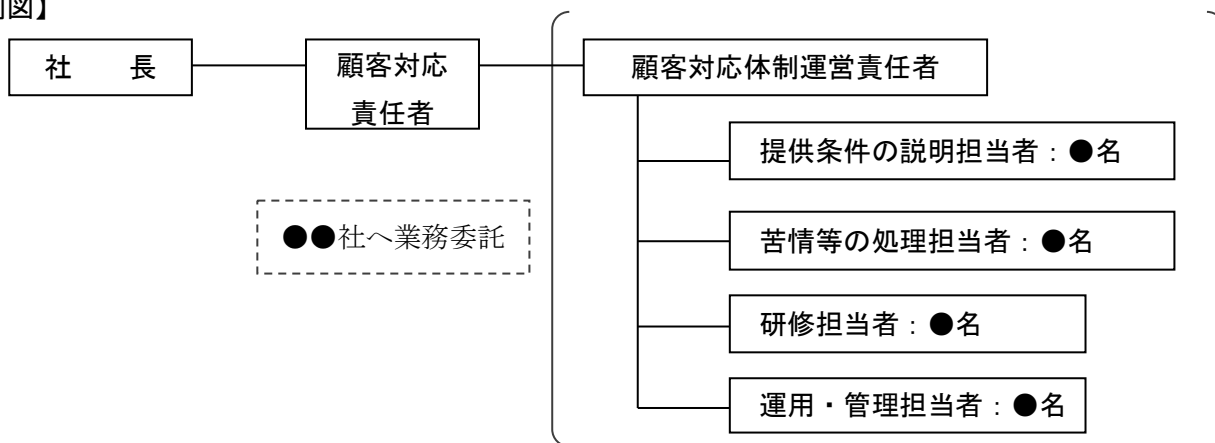 図】
社　　長
顧客対応
責任者
顧客対応体制運営責任者
提供条件の説明担当者：●名
●●社へ業務委託
苦情等の処理担当者：●名
研修担当者：●名
運用・管理担当者：●名